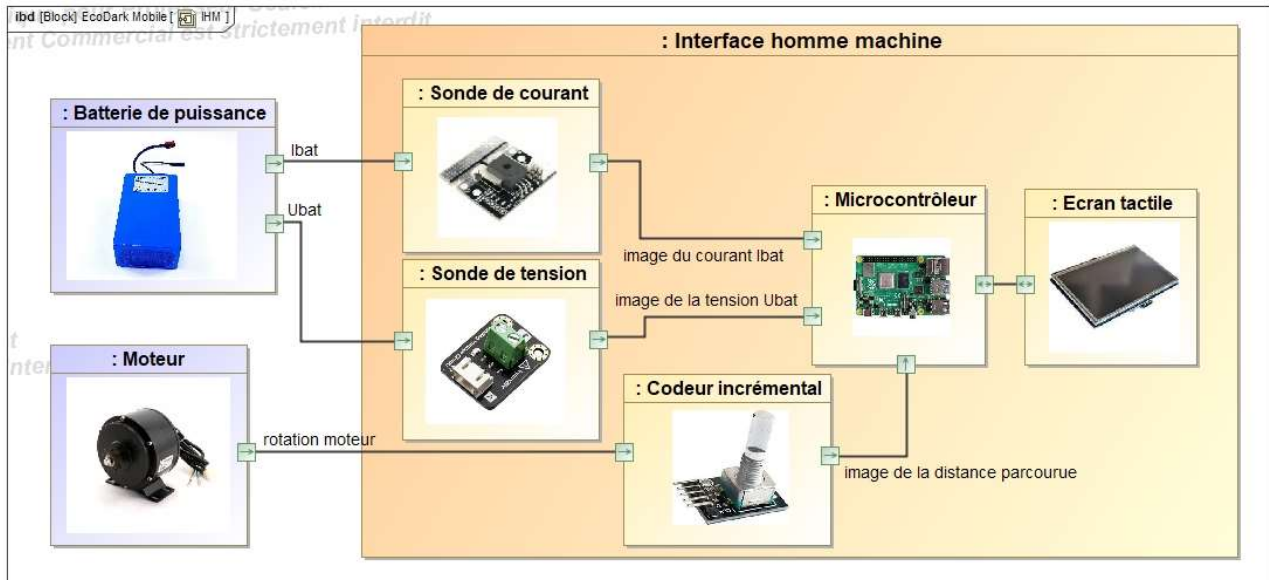 ibd [Block] EcoDark Mobile [ IHM ]
ent Commercial est strictement interdit
: Interface homme machine
: Batterie de puissance
: Sonde de courant
Ibat
Ubat
: Microcontrôleur
: Ecran tactile
image du courant Ibat
: Sonde de tension
image de la tension Ubat
: Moteur
: Codeur incrémental
rotation moteur
image de la distance parcourue